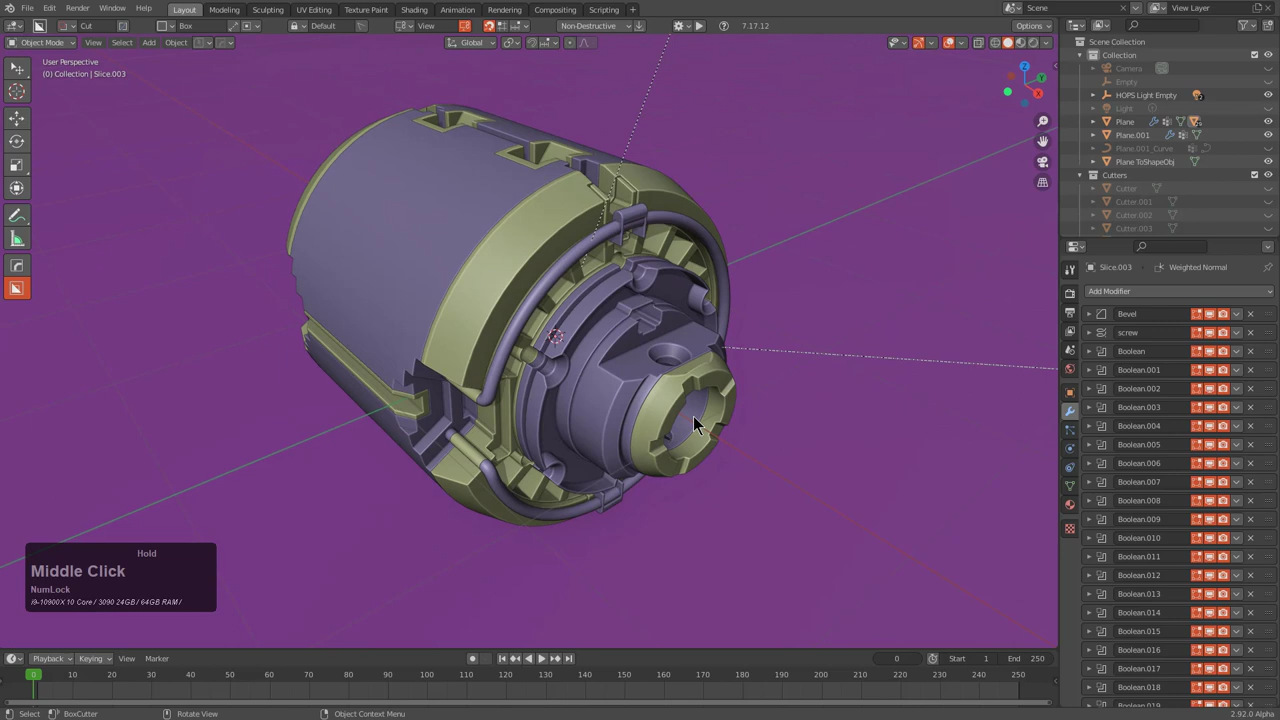 File Edit Render Window Help Layout Modeling Sculpting UV Editing Texture Paint Shading Animation Rendering Compositing Scripting + Scene View Layer
Cut Box Default View Non-Destructive 7.17.12 Options
Object Mode View Select Add Object Global
User Perspective
(0) Collection | Slice.003
Scene Collection
Collection
Camera
Empty
HOPS Light Empty
Light
Plane
Plane.001
Plane.001_Curve
Plane ToShapeObj
Cutters
Cutter
Cutter.001
Cutter.002
Cutter.003
Slice.003 Weighted Normal
Add Modifier
Bevel
screw
Boolean
Boolean.001
Boolean.002
Boolean.003
Boolean.004
Boolean.005
Boolean.006
Boolean.007
Boolean.008
Boolean.009
Boolean.010
Boolean.011
Boolean.012
Boolean.013
Boolean.014
Boolean.015
Boolean.016
Boolean.017
Boolean.018
Boolean.019
Z
Y
X
Hold
Middle Click
NumLock
i9-10900X 10 Core / 3090 24GB / 64GB RAM /
Playback Keying View Marker 0 Start 1 End 250
0 10 20 30 40 50 60 70 80 90 100 110 120 130 140 150 160 170 180 190 200 210 220 230 240 250
Select BoxCutter Rotate View Object Context Menu 2.92.0 Alpha